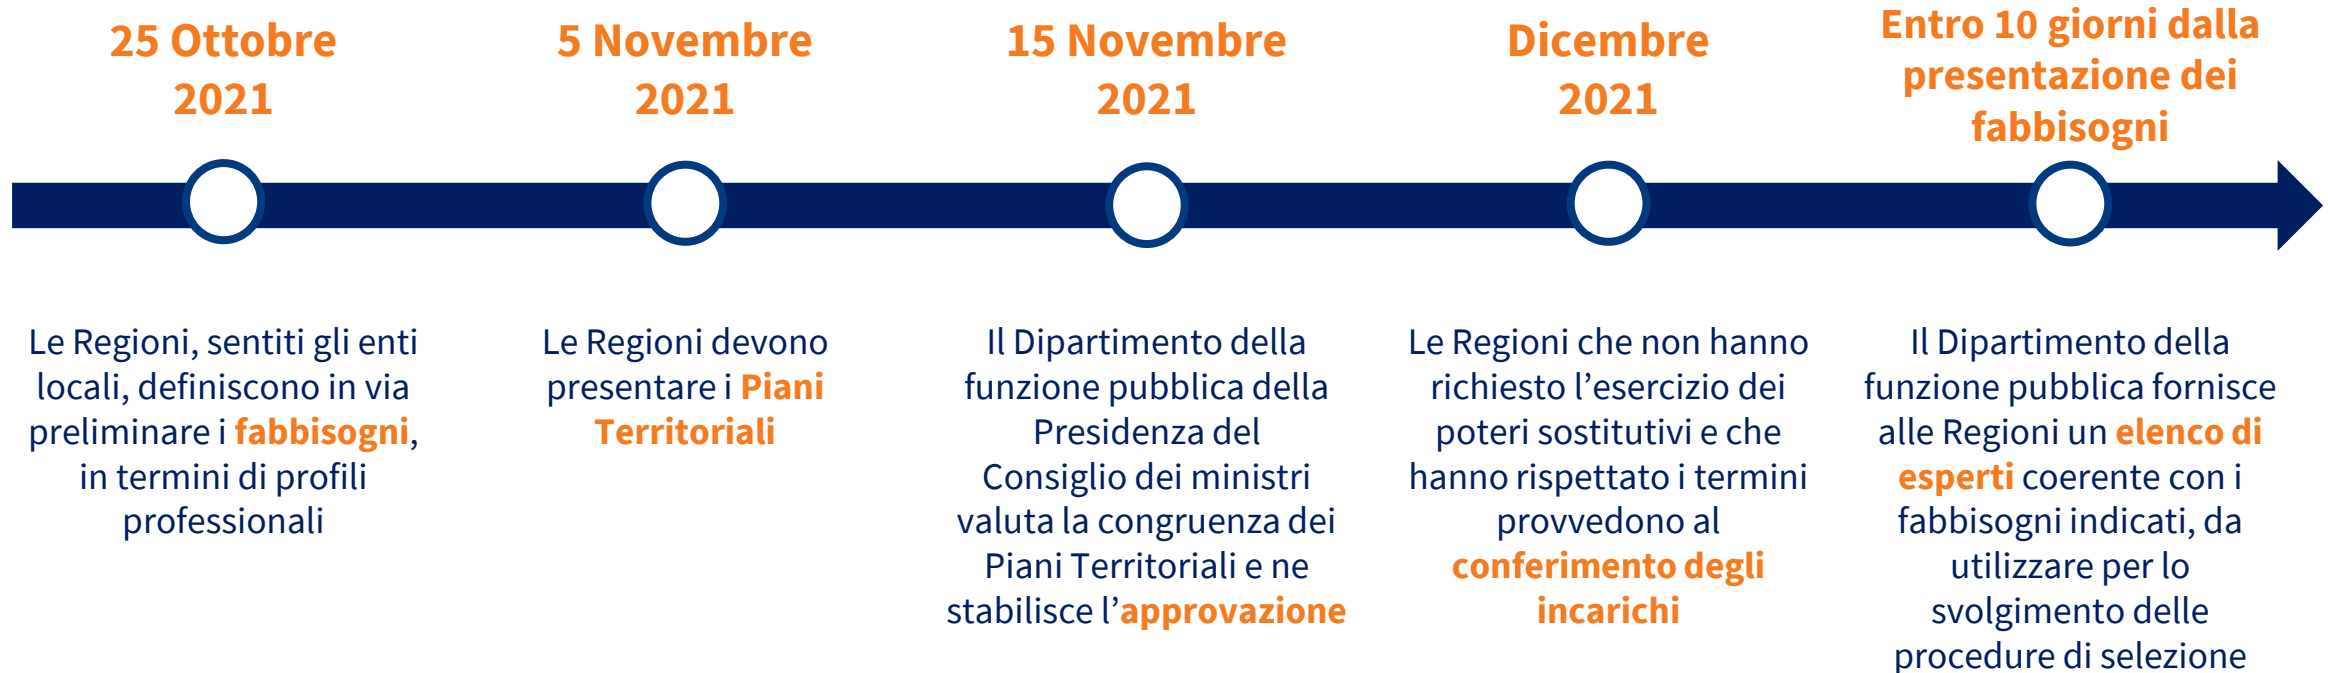 25 Ottobre
2021
Le Regioni, sentiti gli enti
locali, definiscono in via
preliminare i fabbisogni,
in termini di profili
professionali
5 Novembre
2021
Le Regioni devono
presentare i Piani
Territoriali
15 Novembre
2021
Il Dipartimento della
funzione pubblica della
Presidenza del
Consiglio dei ministri
valuta la congruenza dei
Piani Territoriali e ne
stabilisce l’approvazione
Dicembre
2021
Le Regioni che non hanno
richiesto l’esercizio dei
poteri sostitutivi e che
hanno rispettato i termini
provvedono al
conferimento degli
incarichi
Entro 10 giorni dalla
presentazione dei
fabbisogni
Il Dipartimento della
funzione pubblica fornisce
alle Regioni un elenco di
esperti coerente con i
fabbisogni indicati, da
utilizzare per lo
svolgimento delle
procedure di selezione